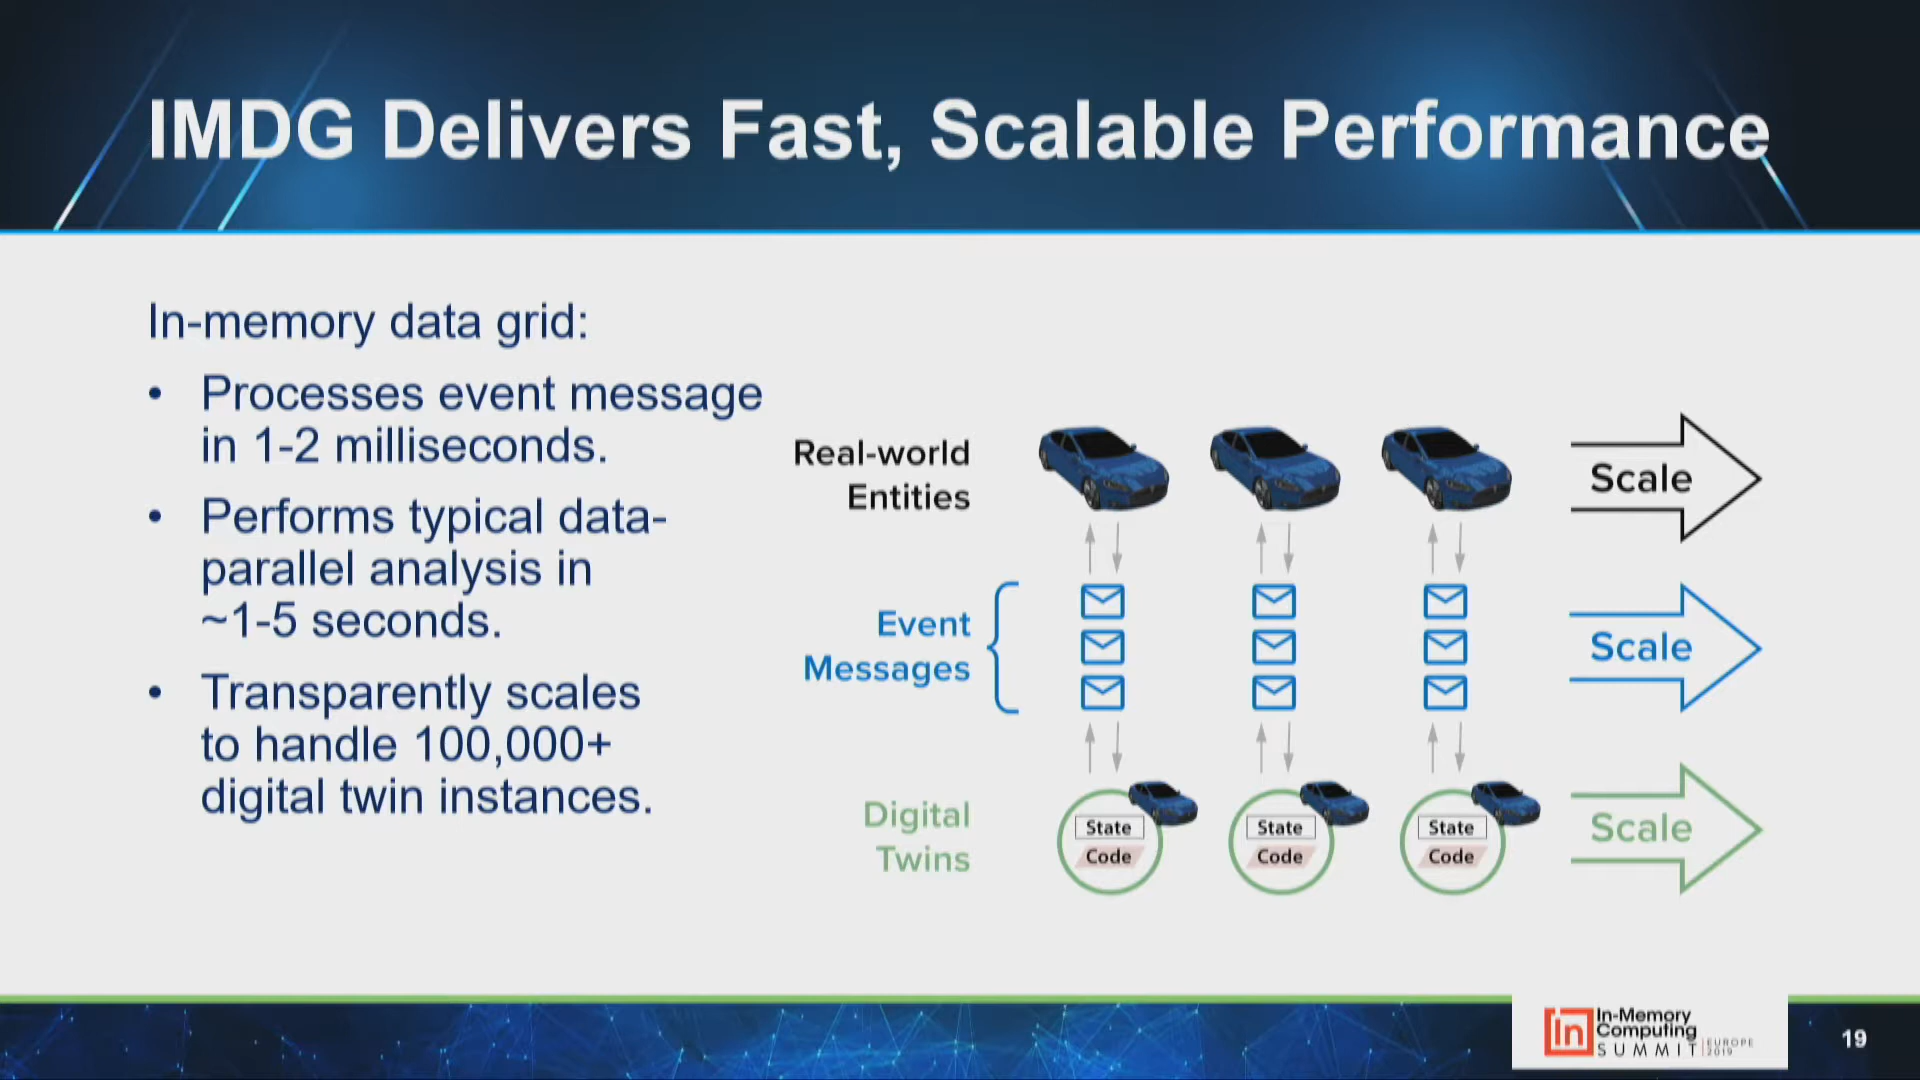 IMDG Delivers Fast, Scalable Performance
In-memory data grid:
• Processes event message
in 1-2 milliseconds.
• Performs typical data-
parallel analysis in
~1-5 seconds.
• Transparently scales
to handle 100,000+
digital twin instances.
Real-world
Entities
Scale
Event
Messages
Scale
Digital
Twins
State
Code
State
Code
State
Code
Scale
in
In-Memory
Computing
SUMMIT
EUROPE
2019
19